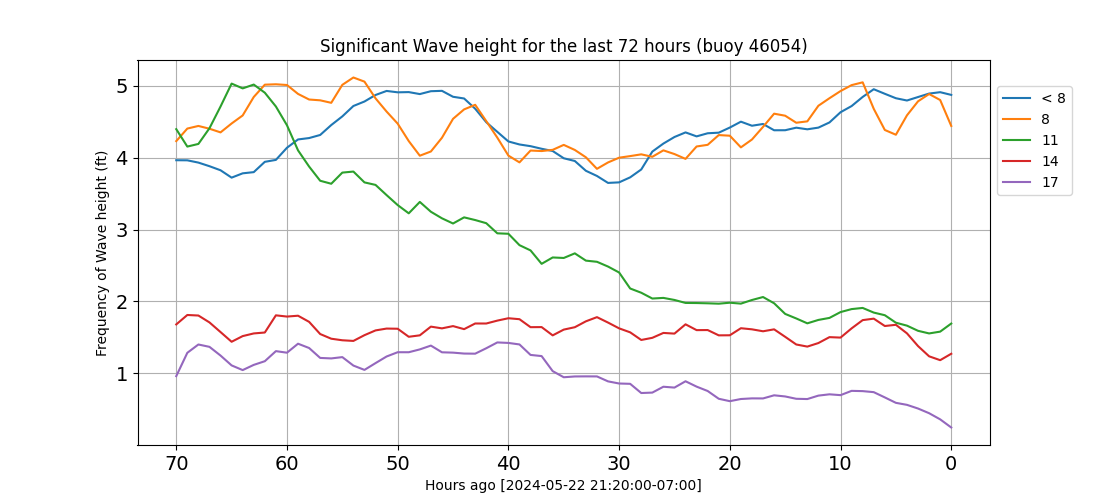 Significant Wave height for the last 72 hours (buoy 46054)
Frequency of Wave height (ft)
5
4
3
2
1
70 60 50 40 30 20 10 0
Hours ago [2024-05-22 21:20:00-07:00]
< 8
8
11
14
17